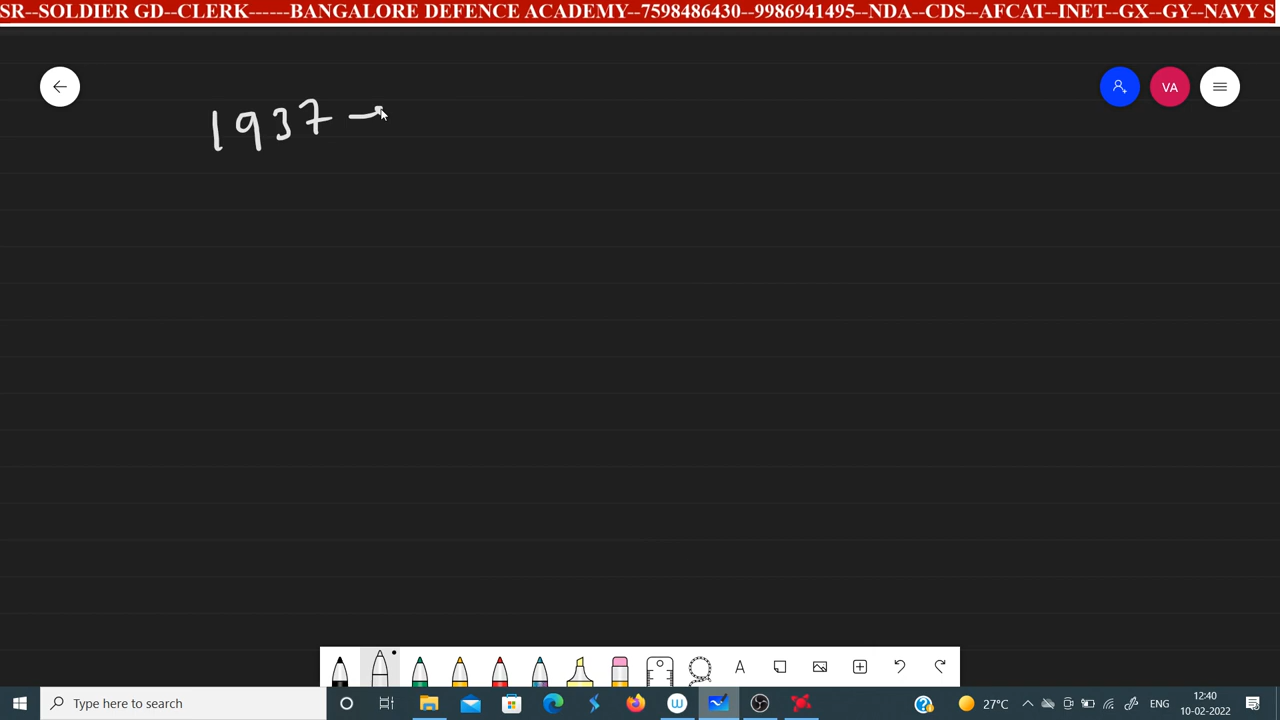 SR--SOLDIER GD--CLERK------BANGALORE DEFENCE ACADEMY--7598486430--9986941495--NDA--CDS--AFCAT--INET--GX--GY--NAVY S
VA
1937 →
A
Type here to search
W
27°C
ENG
12:40
10-02-2022